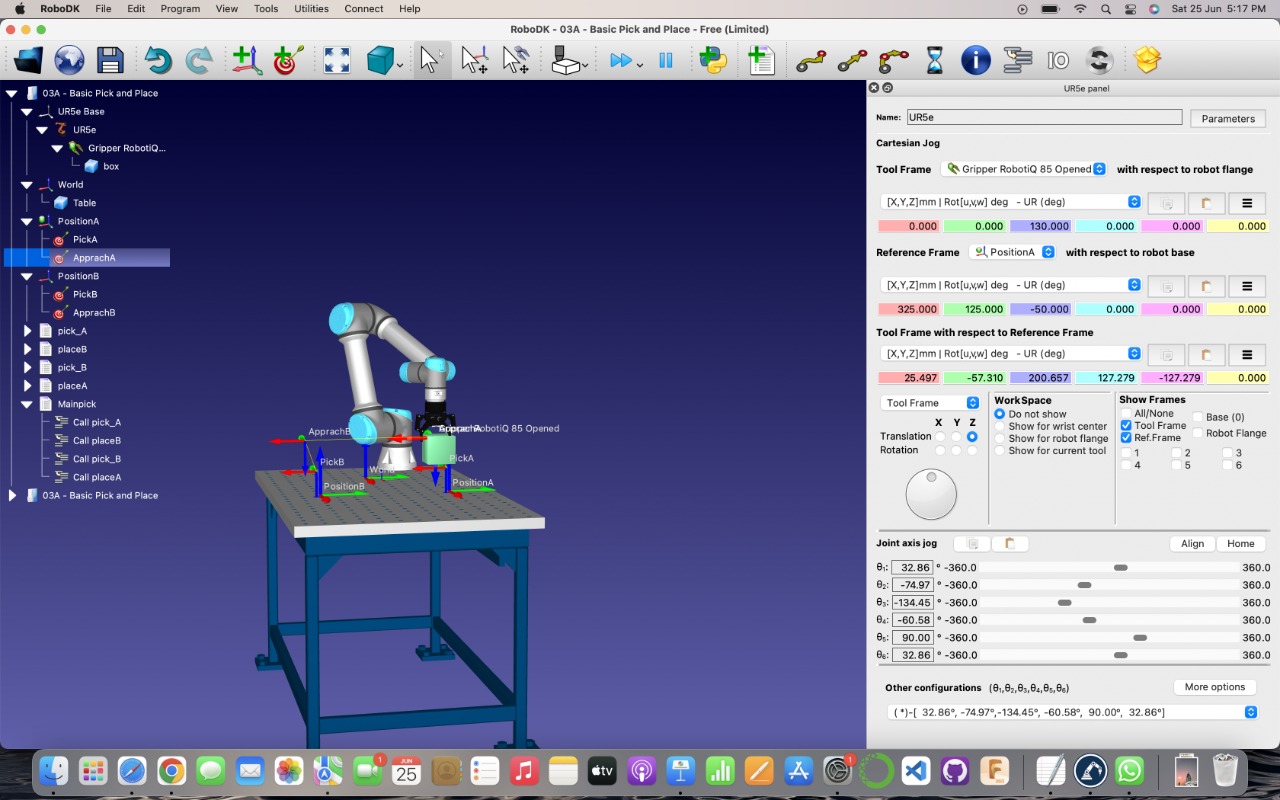 RoboDK File Edit Program View Tools Utilities Connect Help Sat 25 Jun 5:17 PM
RoboDK - 03A - Basic Pick and Place - Free (Limited)
IO
03A - Basic Pick and Place
UR5e Base
UR5e
Gripper RobotiQ...
box
World
Table
PositionA
PickA
ApprachA
PositionB
PickB
ApprachB
pick_A
placeB
pick_B
placeA
Mainpick
Call pick_A
Call placeB
Call pick_B
Call placeA
03A - Basic Pick and Place
ApprachB
RobotiQ 85 Opened
PickB
PickA
PositionB
PositionA
UR5e panel
Name: UR5e Parameters
Cartesian Jog
Tool Frame Gripper RobotiQ 85 Opened with respect to robot flange
[X,Y,Z]mm | Rot[u,v,w] deg - UR (deg)
0.000 0.000 130.000 0.000 0.000 0.000
Reference Frame PositionA with respect to robot base
[X,Y,Z]mm | Rot[u,v,w] deg - UR (deg)
325.000 125.000 -50.000 0.000 0.000 0.000
Tool Frame with respect to Reference Frame
[X,Y,Z]mm | Rot[u,v,w] deg - UR (deg)
25.497 -57.310 200.657 127.279 -127.279 0.000
Tool Frame
X Y Z
Translation
Rotation
WorkSpace
Do not show
Show for wrist center
Show for robot flange
Show for current tool
Show Frames
All/None Base (0)
Tool Frame Robot Flange
Ref.Frame
1 2 3
4 5 6
Joint axis jog Align Home
θ₁: 32.86 ° -360.0 360.0
θ₂: -74.97 ° -360.0 360.0
θ₃: -134.45 ° -360.0 360.0
θ₄: -60.58 ° -360.0 360.0
θ₅: 90.00 ° -360.0 360.0
θ₆: 32.86 ° -360.0 360.0
Other configurations (θ₁,θ₂,θ₃,θ₄,θ₅,θ₆) More options
( *)-[ 32.86°, -74.97°,-134.45°, -60.58°, 90.00°, 32.86°]
1
JUN
25
tv
1